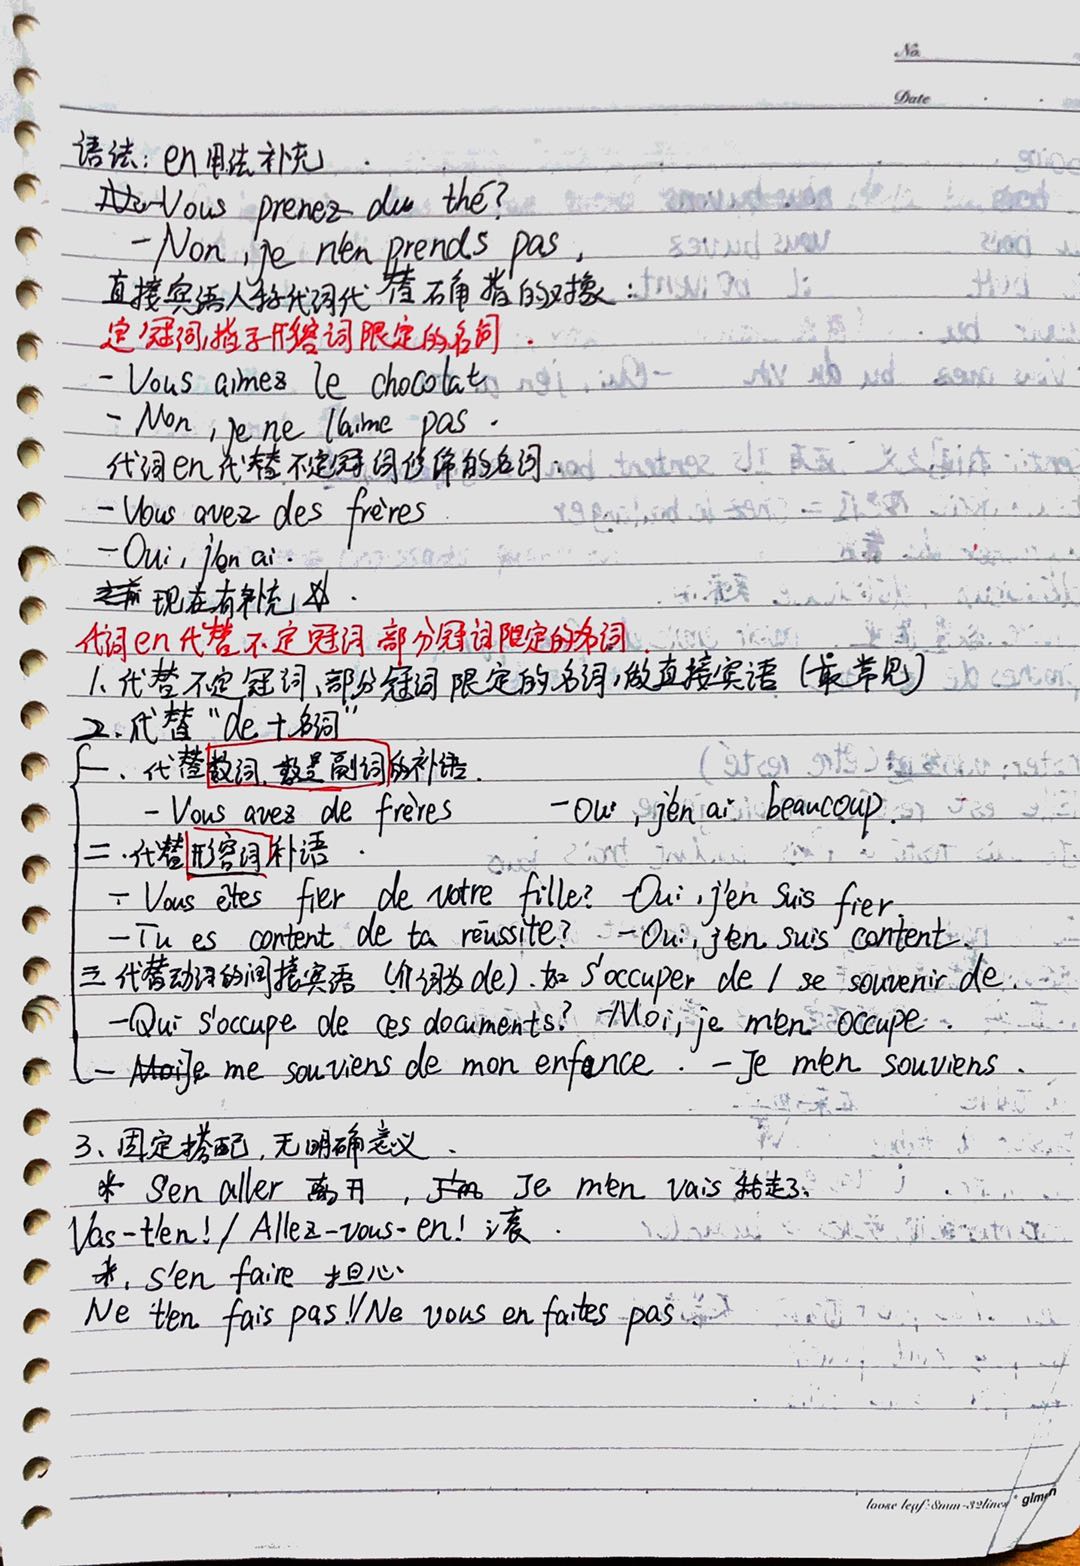 No.
Date
语法: en用法补充
-Vous prenez du thé?
-Non, je n'en prends pas,
直接宾语人称代词代替确指的对象:
定冠词,指示形容词限定的名词.
-Vous aimez le chocolat
-Non, je ne l'aime pas.
代词en代替不定冠词修饰的名词.
-Vous avez des frères
-Oui, j'en ai.
现在有补充☆.
代词en代替不定冠词部分冠词限定的名词.
1、代替不定冠词、部分冠词限定的名词,做直接宾语(最常见)
2、代替"de+名词"
一、代替数词,数量副词的补语.
-Vous avez de frères -Oui, j'en ai beaucoup.
二.代替形容词补语.
-Vous êtes fier de votre fille? -Oui, j'en suis fier.
-Tu es content de ta réussite? -Oui, j'en suis content.
三代替动词的间接宾语(介词为de).如 s'occuper de / se souvenir de.
-Qui s'occupe de ces documents? -Moi, je m'en occupe.
-Je me souviens de mon enfance. -Je m'en souviens.
3、固定搭配,无明确意义.
* S'en aller 离开, Je m'en vais 我走了.
Vas-t'en! / Allez-vous-en! 滚.
*. s'en faire 担心
Ne t'en fais pas!/Ne vous en faites pas.
loose leaf:8mm-32lines